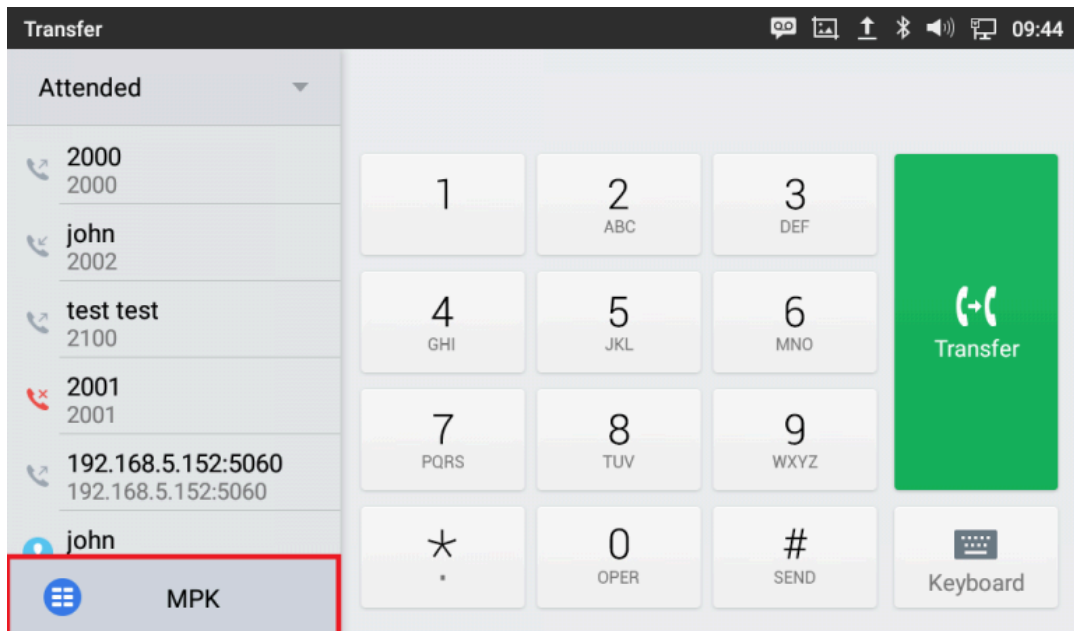 Transfer
09:44
Attended
2000
2000
john
2002
test test
2100
2001
2001
192.168.5.152:5060
192.168.5.152:5060
john
MPK
1
2
ABC
3
DEF
4
GHI
5
JKL
6
MNO
7
PQRS
8
TUV
9
WXYZ
*
.
0
OPER
#
SEND
Transfer
Keyboard